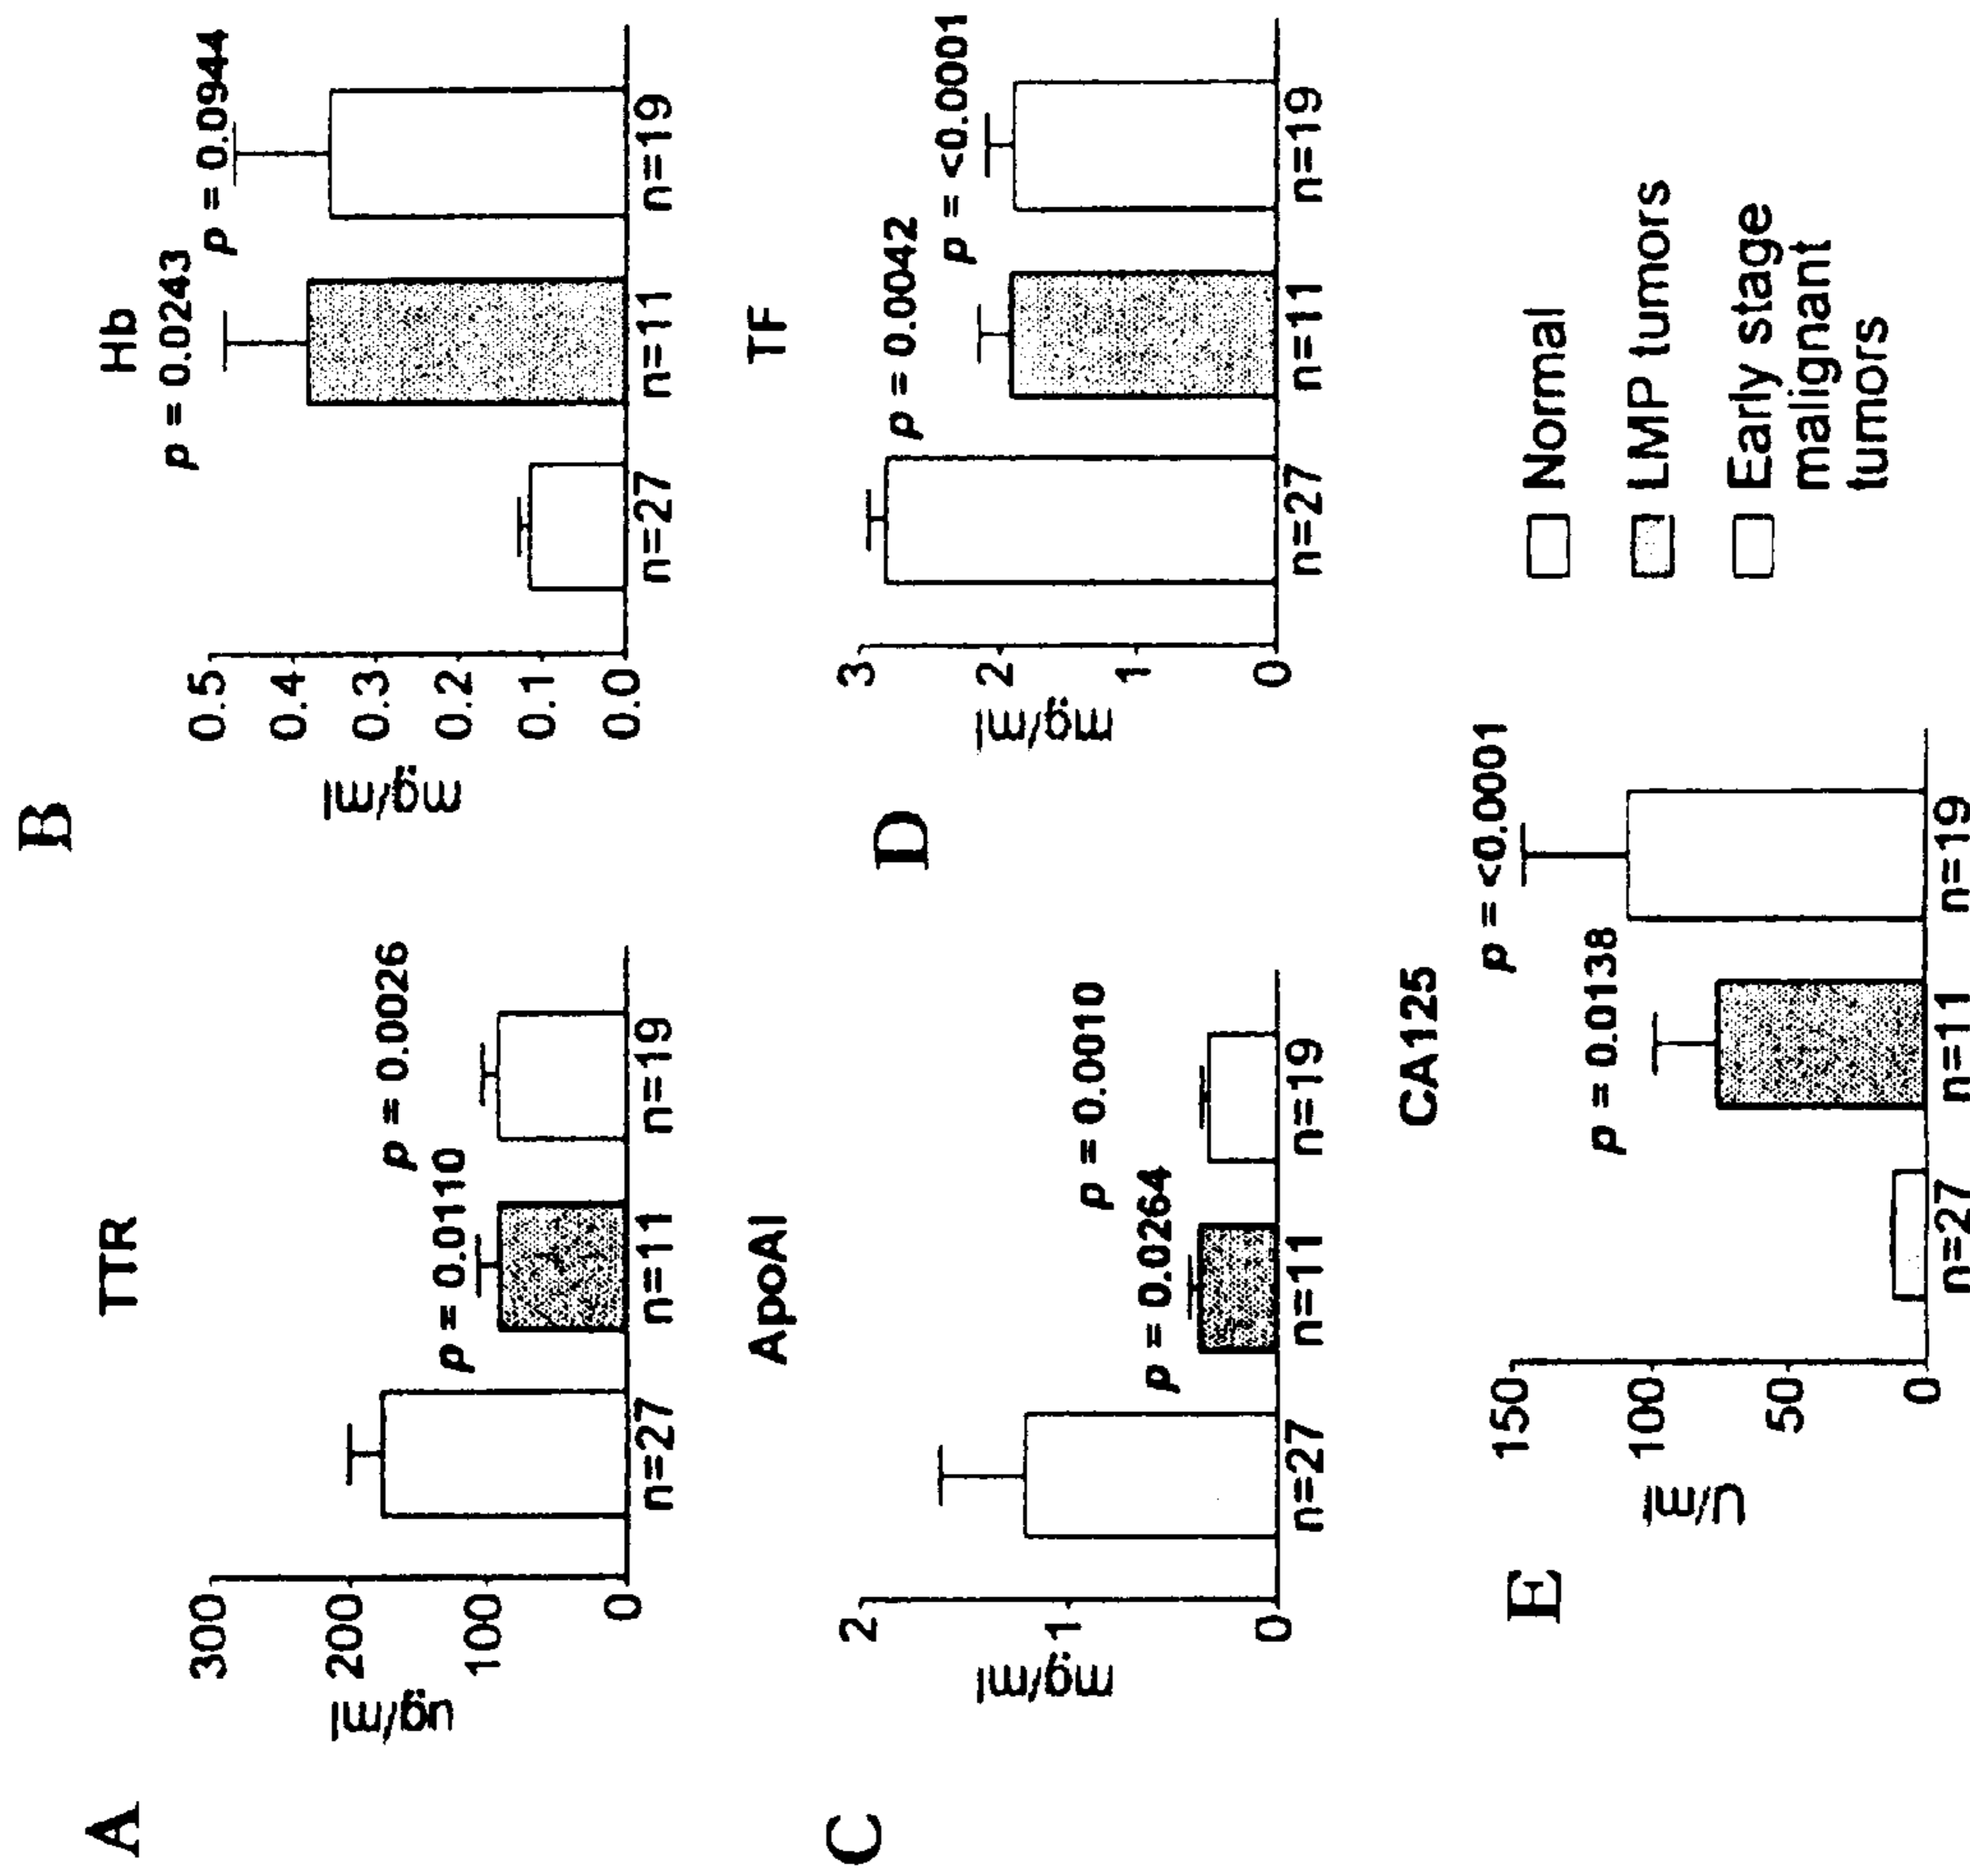 A
TTR
ug/ml
300
200
100
0
p = 0.0110
p = 0.0026
n=27
n=11
n=19
B
Hb
mg/ml
0.5
0.4
0.3
0.2
0.1
0.0
p = 0.0243
p = 0.0944
n=27
n=11
n=19
C
ApoAI
mg/ml
2
1
0
p = 0.0264
p = 0.0010
n=27
n=11
n=19
D
TF
mg/ml
3
2
1
0
p = 0.0042
p = <0.0001
n=27
n=11
n=19
E
CA125
U/ml
150
100
50
0
p = 0.0138
p = <0.0001
n=27
n=11
n=19
Normal
LMP tumors
Early stage
malignant
tumors